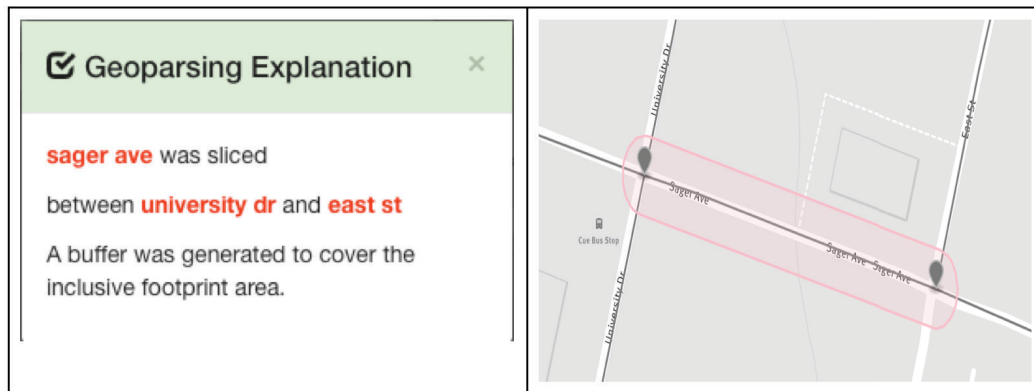 Geoparsing Explanation ×
sager ave was sliced
between university dr and east st
A buffer was generated to cover the
inclusive footprint area.
University Dr
East St
Sager Ave
Cue Bus Stop
Sager Ave
Sager Ave
University Dr